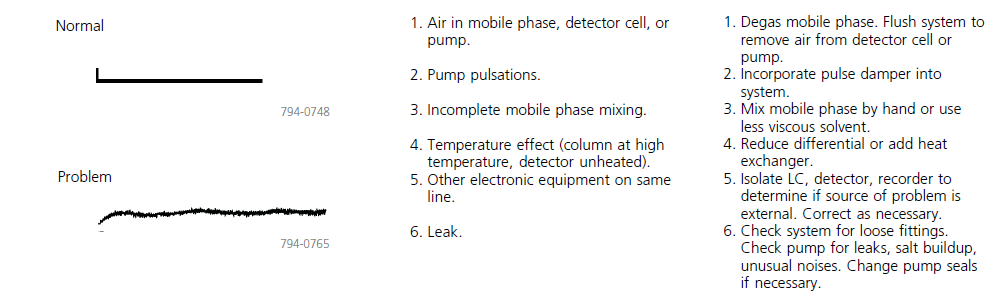 Normal
794-0748
Problem
794-0765
1. Air in mobile phase, detector cell, or
pump.
2. Pump pulsations.
3. Incomplete mobile phase mixing.
4. Temperature effect (column at high
temperature, detector unheated).
5. Other electronic equipment on same
line.
6. Leak.
1. Degas mobile phase. Flush system to
remove air from detector cell or
pump.
2. Incorporate pulse damper into
system.
3. Mix mobile phase by hand or use
less viscous solvent.
4. Reduce differential or add heat
exchanger.
5. Isolate LC, detector, recorder to
determine if source of problem is
external. Correct as necessary.
6. Check system for loose fittings.
Check pump for leaks, salt buildup,
unusual noises. Change pump seals
if necessary.